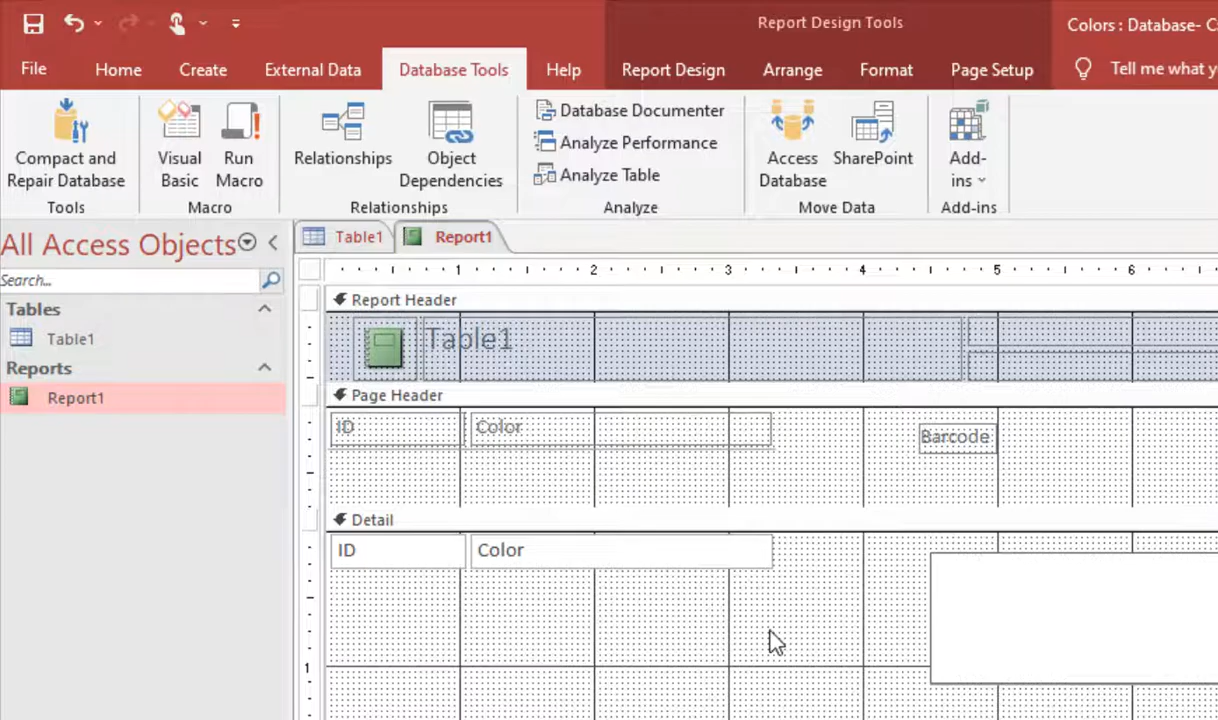 Report Design Tools
Colors : Database- C
File Home Create External Data Database Tools Help Report Design Arrange Format Page Setup Tell me what y
Compact and Repair Database
Tools
Visual Basic
Run Macro
Macro
Relationships
Object Dependencies
Relationships
Database Documenter
Analyze Performance
Analyze Table
Analyze
Access Database
SharePoint
Move Data
Add-ins
Add-ins
All Access Objects
Search...
Tables
Table1
Reports
Report1
Table1 Report1
1 2 3 4 5 6
Report Header
Table1
Page Header
ID Color Barcode
Detail
ID Color
1